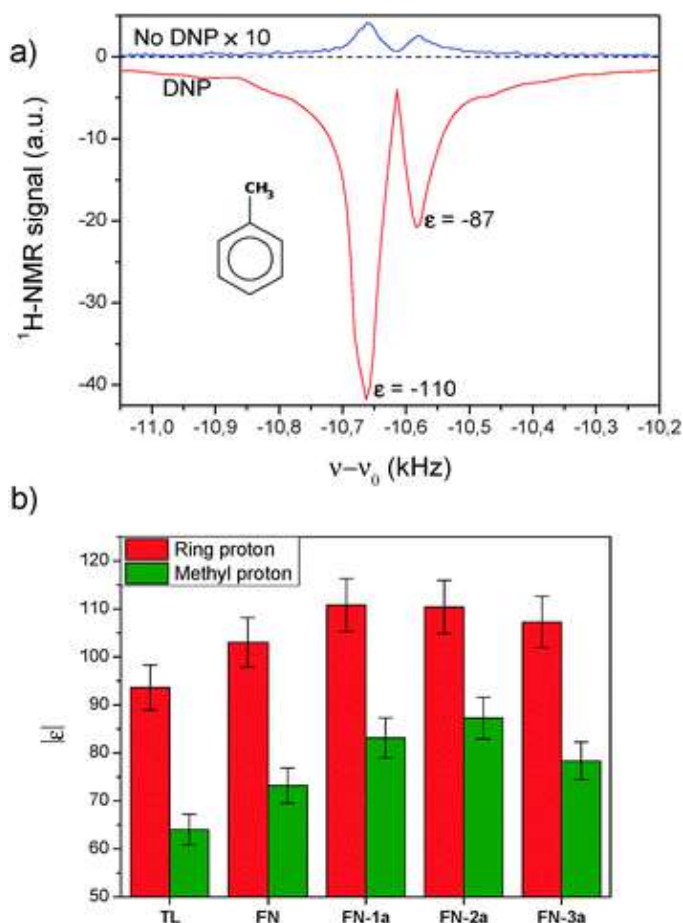 a)
No DNP × 10
DNP
0
-10
-20
-30
-40
¹H-NMR signal (a.u.)
CH₃
ε = -87
ε = -110
-11,0 -10,9 -10,8 -10,7 -10,6 -10,5 -10,4 -10,3 -10,2
ν−ν₀ (kHz)
b)
Ring proton
Methyl proton
120
110
100
90
80
70
60
50
|ε|
TL FN FN-1a FN-2a FN-3a